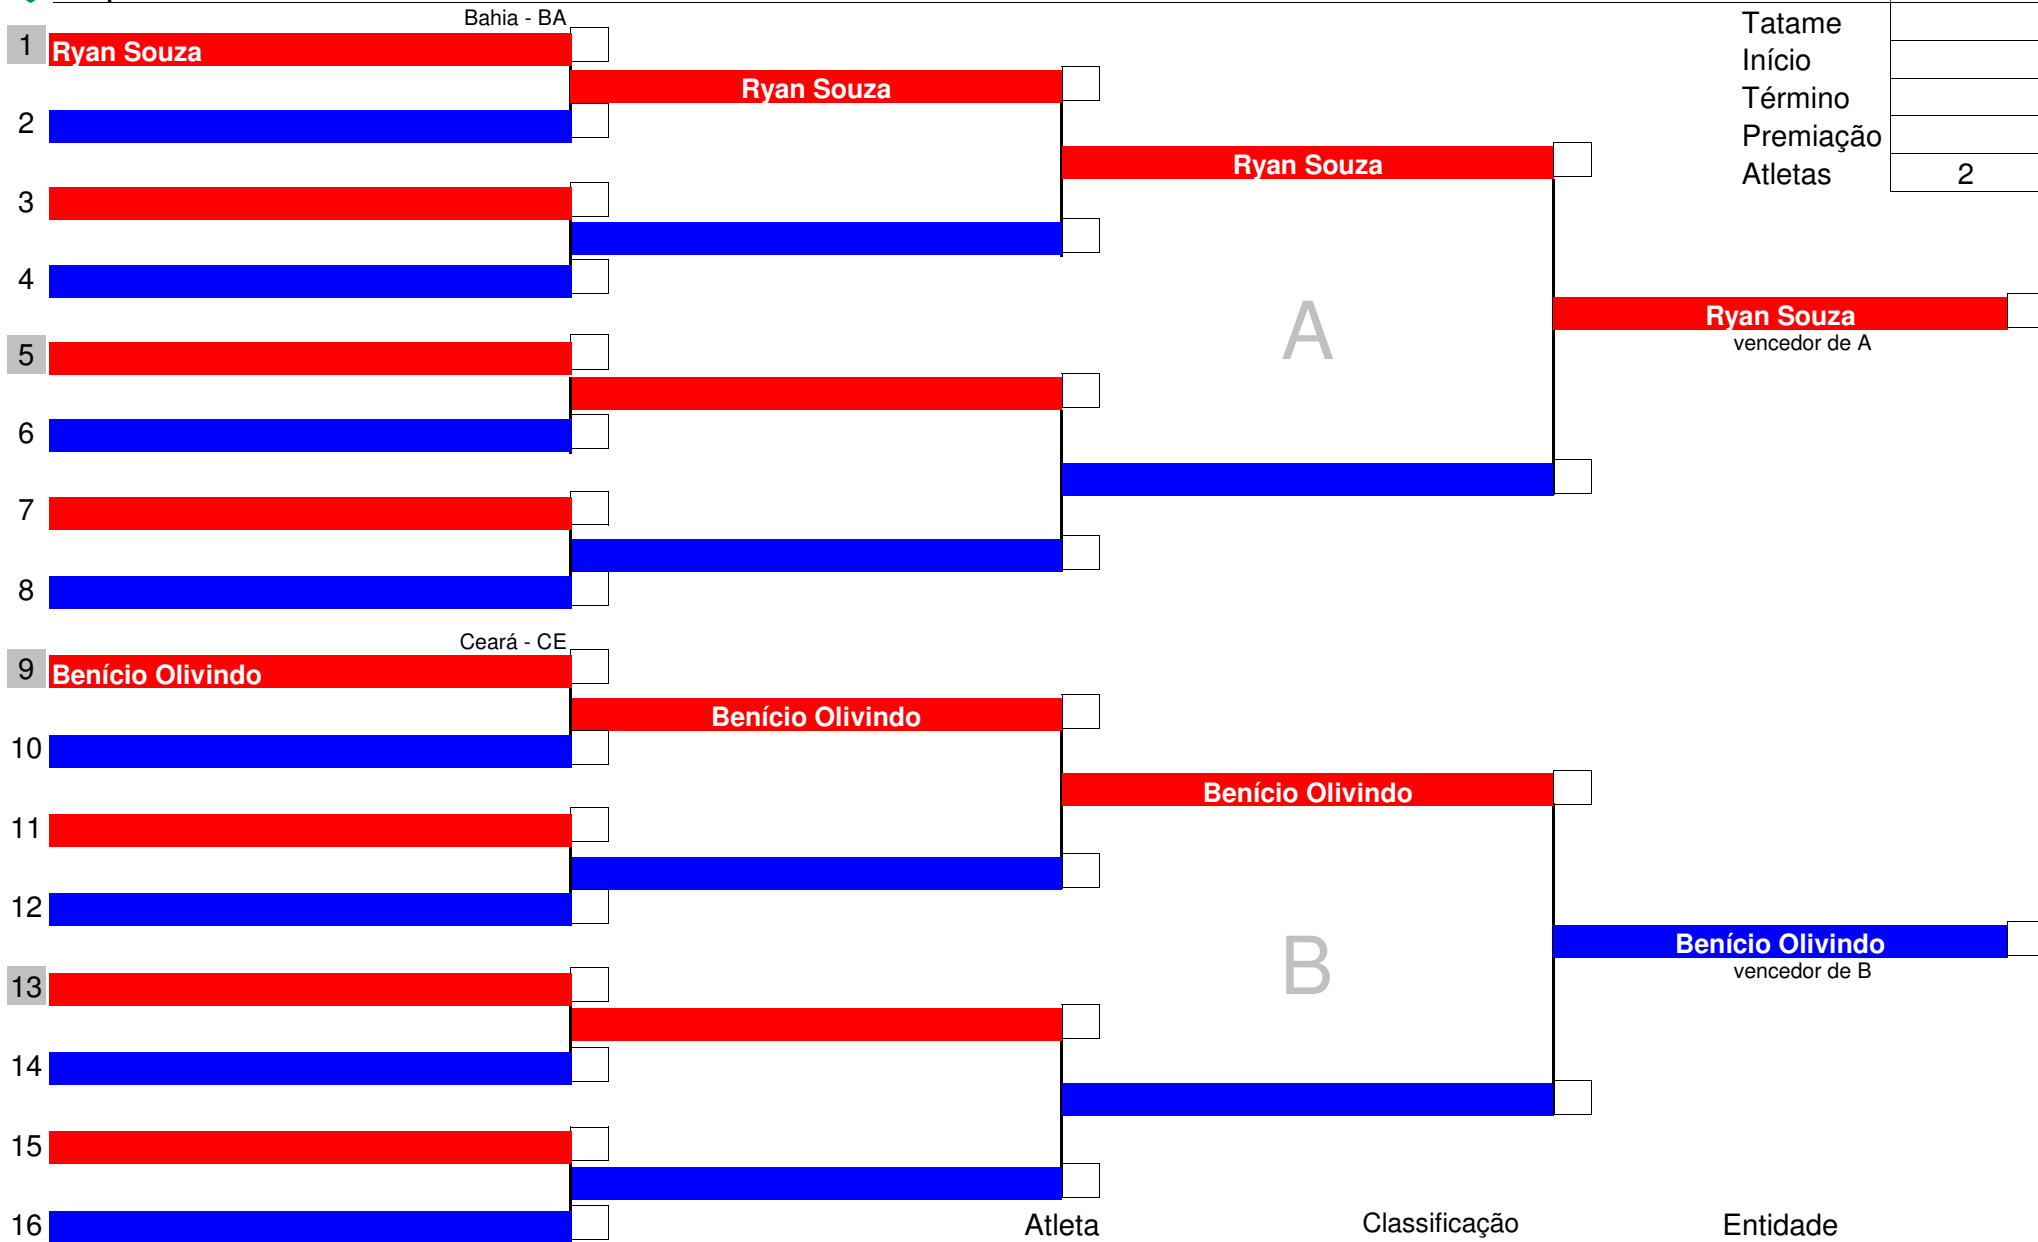 Bahia - BA
Tatame
1 Ryan Souza
Início
Ryan Souza
Término
2
Premiação
Ryan Souza
Atletas 2
3
4
A
Ryan Souza
vencedor de A
5
6
7
8
Ceará - CE
9 Benício Olivindo
Benício Olivindo
10
Benício Olivindo
11
12
B
Benício Olivindo
vencedor de B
13
14
15
16
Atleta Classificação Entidade